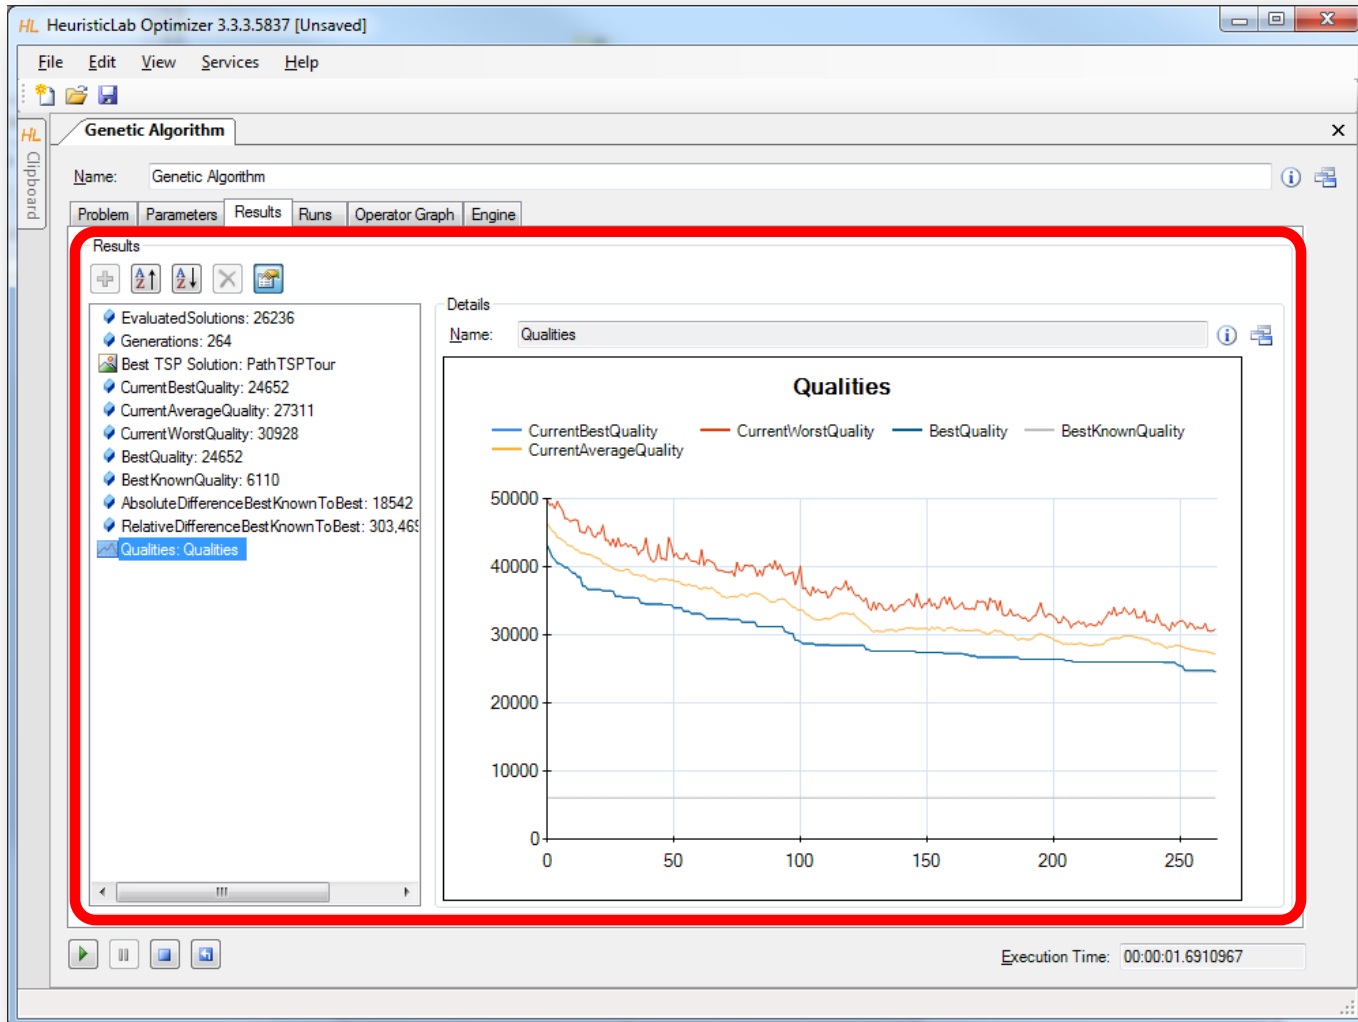 HL HeuristicLab Optimizer 3.3.3.5837 [Unsaved]
File Edit View Services Help
HL Clipboard
Genetic Algorithm
Name: Genetic Algorithm
Problem Parameters Results Runs Operator Graph Engine
Results
EvaluatedSolutions: 26236
Generations: 264
Best TSP Solution: PathTSPTour
CurrentBestQuality: 24652
CurrentAverageQuality: 27311
CurrentWorstQuality: 30928
BestQuality: 24652
BestKnownQuality: 6110
AbsoluteDifferenceBestKnownToBest: 18542
RelativeDifferenceBestKnownToBest: 303,469
Qualities: Qualities
Details
Name: Qualities
Qualities
CurrentBestQuality CurrentWorstQuality BestQuality BestKnownQuality
CurrentAverageQuality
50000
40000
30000
20000
10000
0
0 50 100 150 200 250
Execution Time: 00:00:01.6910967